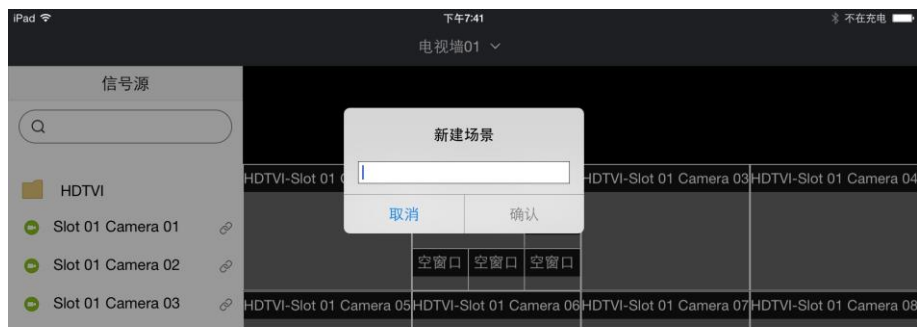 iPad 下午7:41 不在充电
电视墙01
信号源
新建场景
取消 确认
HDTVI
Slot 01 Camera 01
Slot 01 Camera 02
Slot 01 Camera 03
HDTVI-Slot 01 HDTVI-Slot 01 Camera 03 HDTVI-Slot 01 Camera 04
空窗口 空窗口 空窗口
HDTVI-Slot 01 Camera 05 HDTVI-Slot 01 Camera 06 HDTVI-Slot 01 Camera 07 HDTVI-Slot 01 Camera 08